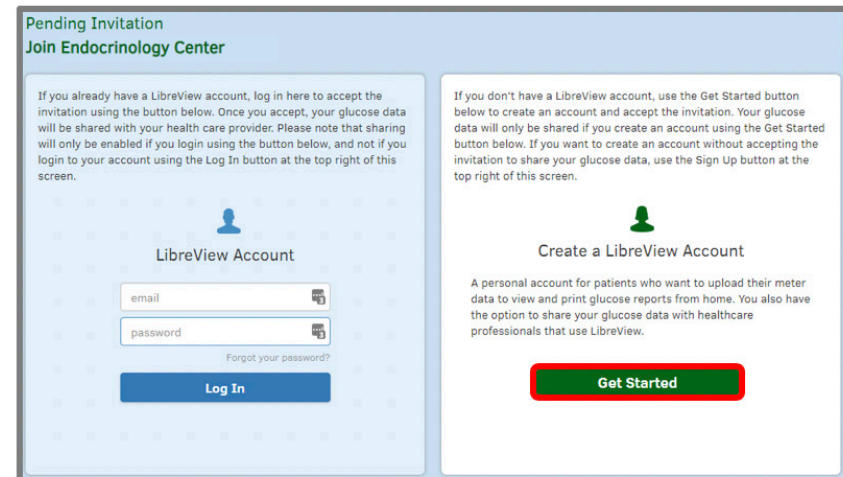 Pending Invitation
Join Endocrinology Center
If you already have a LibreView account, log in here to accept the
invitation using the button below. Once you accept, your glucose data
will be shared with your health care provider. Please note that sharing
will only be enabled if you login using the button below, and not if you
login to your account using the Log In button at the top right of this
screen.
LibreView Account
email
password
Forgot your password?
Log In
If you don't have a LibreView account, use the Get Started button
below to create an account and accept the invitation. Your glucose
data will only be shared if you create an account using the Get Started
button below. If you want to create an account without accepting the
invitation to share your glucose data, use the Sign Up button at the
top right of this screen.
Create a LibreView Account
A personal account for patients who want to upload their meter
data to view and print glucose reports from home. You also have
the option to share your glucose data with healthcare
professionals that use LibreView.
Get Started